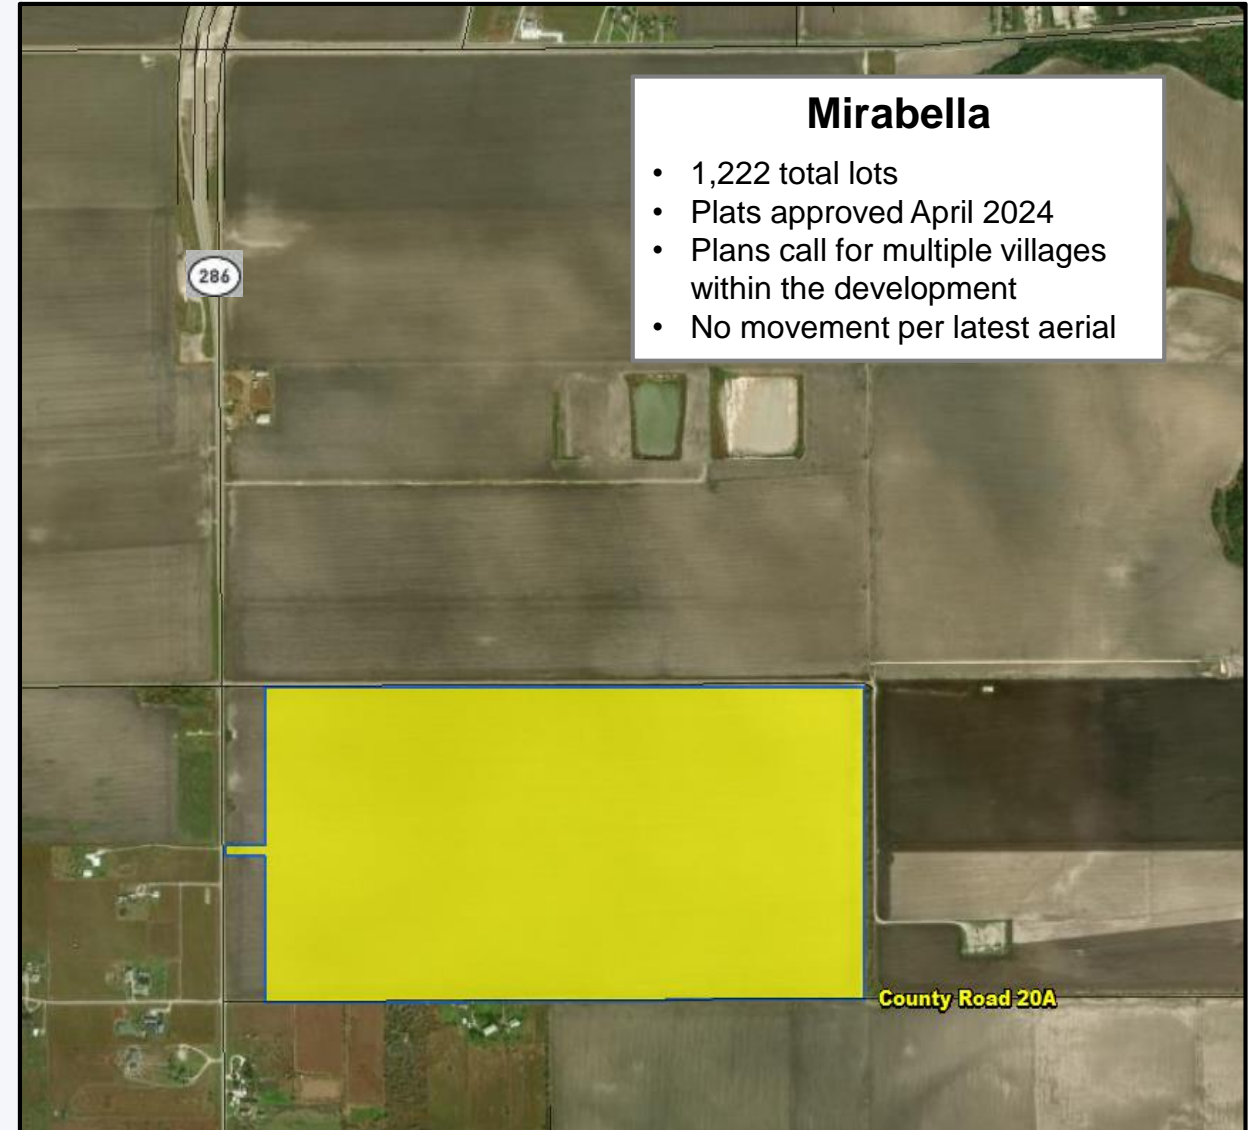 Mirabella
• 1,222 total lots
• Plats approved April 2024
• Plans call for multiple villages
within the development
• No movement per latest aerial
286
County Road 20A